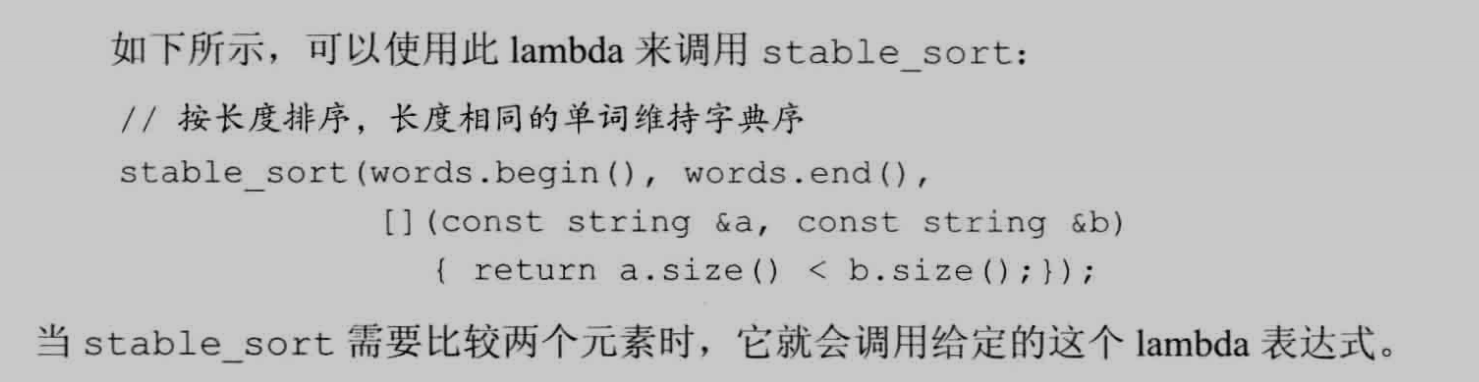 如下所示，可以使用此 lambda 来调用 stable_sort：
// 按长度排序，长度相同的单词维持字典序
stable_sort(words.begin(), words.end(),
[](const string &a, const string &b)
{ return a.size() < b.size();});
当 stable_sort 需要比较两个元素时，它就会调用给定的这个 lambda 表达式。